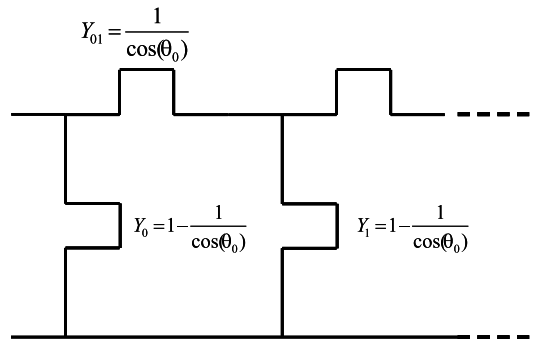 Y₀₁ = 1/cos(θ₀)
Y₀ = 1 − 1/cos(θ₀)
Y₁ = 1 − 1/cos(θ₀)